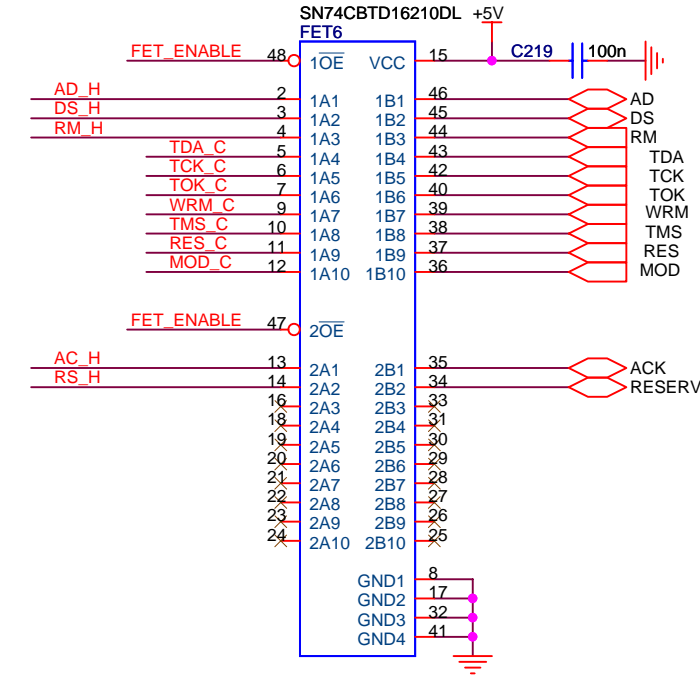 SN74CBTD16210DL +5V
FET6
FET_ENABLE 48 1OE VCC 15 C219 100n
AD_H 2 1A1 1B1 46 AD
DS_H 3 1A2 1B2 45 DS
RM_H 4 1A3 1B3 44 RM
TDA_C 5 1A4 1B4 43 TDA
TCK_C 6 1A5 1B5 42 TCK
TOK_C 7 1A6 1B6 40 TOK
WRM_C 9 1A7 1B7 39 WRM
TMS_C 10 1A8 1B8 38 TMS
RES_C 11 1A9 1B9 37 RES
MOD_C 12 1A10 1B10 36 MOD
FET_ENABLE 47 2OE
AC_H 13 2A1 2B1 35 ACK
RS_H 14 2A2 2B2 34 RESERV
16 2A3 2B3 33
18 2A4 2B4 31
19 2A5 2B5 30
20 2A6 2B6 29
21 2A7 2B7 28
22 2A8 2B8 27
23 2A9 2B9 26
24 2A10 2B10 25
GND1 8
GND2 17
GND3 32
GND4 41